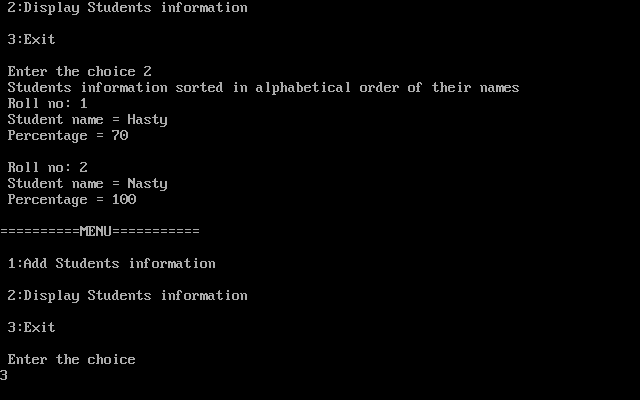 2:Display Students information
3:Exit
Enter the choice 2
Students information sorted in alphabetical order of their names
Roll no: 1
Student name = Hasty
Percentage = 70
Roll no: 2
Student name = Nasty
Percentage = 100
==========MENU===========
1:Add Students information
2:Display Students information
3:Exit
Enter the choice
3